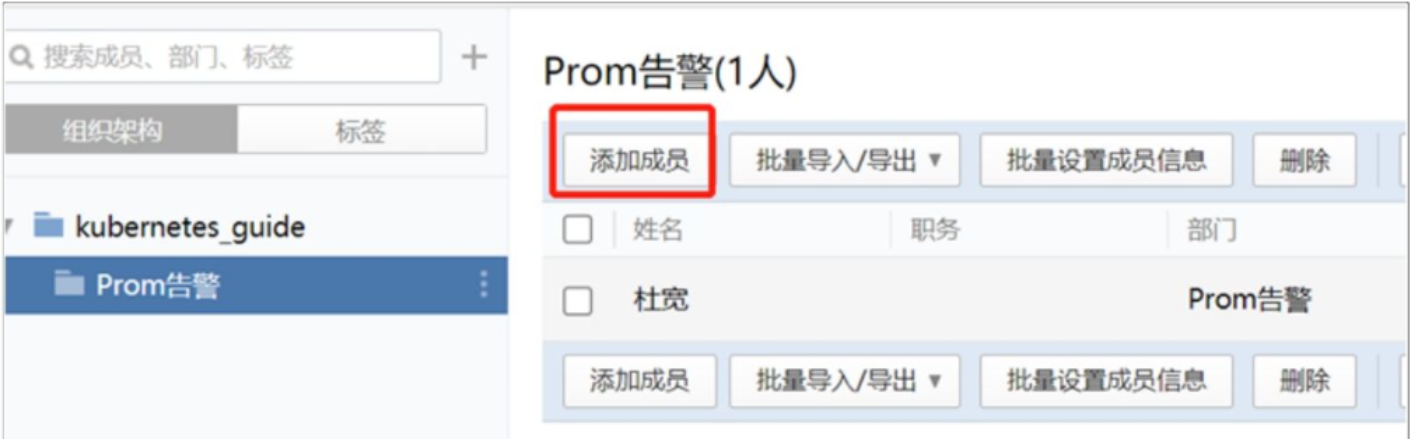 搜索成员、部门、标签
组织架构 标签
kubernetes_guide
Prom告警
Prom告警(1人)
添加成员 批量导入/导出 批量设置成员信息 删除
姓名 职务 部门
杜宽 Prom告警
添加成员 批量导入/导出 批量设置成员信息 删除